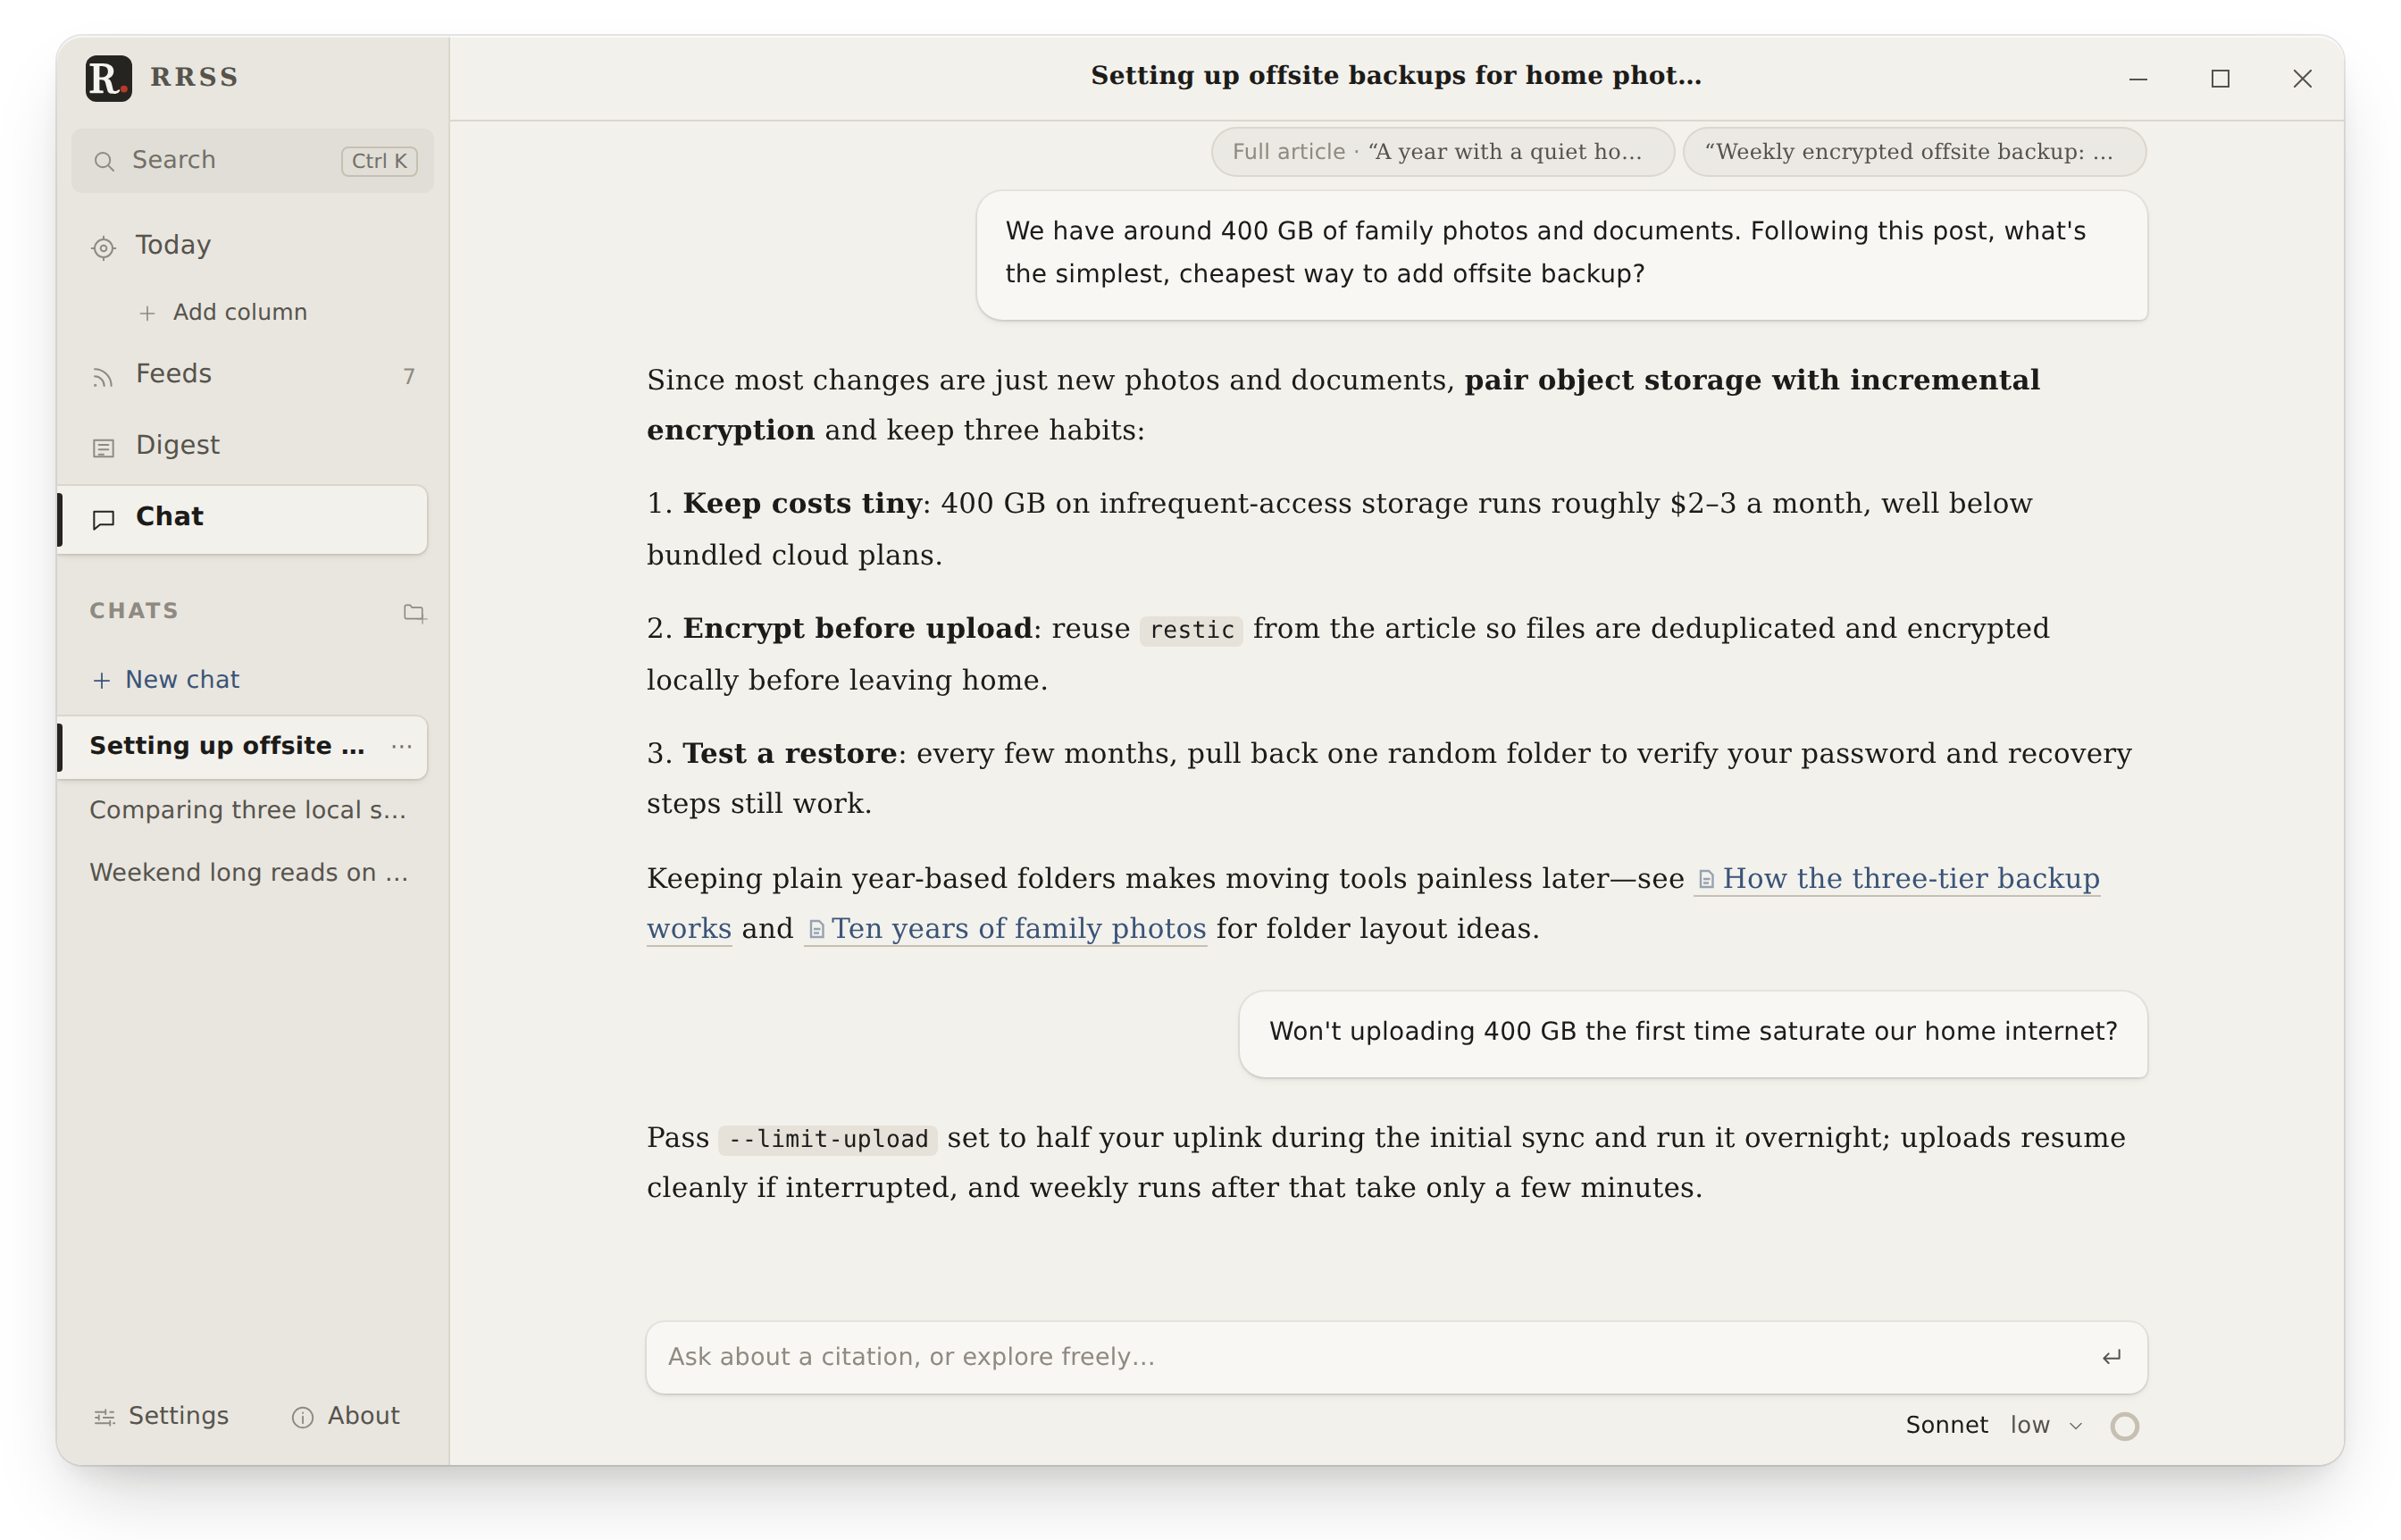 R. RRSS
Search Ctrl K
Today
Add column
Feeds 7
Digest
Chat
CHATS
New chat
Setting up offsite ... ...
Comparing three local s...
Weekend long reads on ...
Settings About
Setting up offsite backups for home phot...
Full article · “A year with a quiet ho... “Weekly encrypted offsite backup: ...
We have around 400 GB of family photos and documents. Following this post, what's
the simplest, cheapest way to add offsite backup?
Since most changes are just new photos and documents, pair object storage with incremental
encryption and keep three habits:
1. Keep costs tiny: 400 GB on infrequent-access storage runs roughly $2–3 a month, well below
bundled cloud plans.
2. Encrypt before upload: reuse restic from the article so files are deduplicated and encrypted
locally before leaving home.
3. Test a restore: every few months, pull back one random folder to verify your password and recovery
steps still work.
Keeping plain year-based folders makes moving tools painless later—see How the three-tier backup
works and Ten years of family photos for folder layout ideas.
Won't uploading 400 GB the first time saturate our home internet?
Pass --limit-upload set to half your uplink during the initial sync and run it overnight; uploads resume
cleanly if interrupted, and weekly runs after that take only a few minutes.
Ask about a citation, or explore freely...
Sonnet low